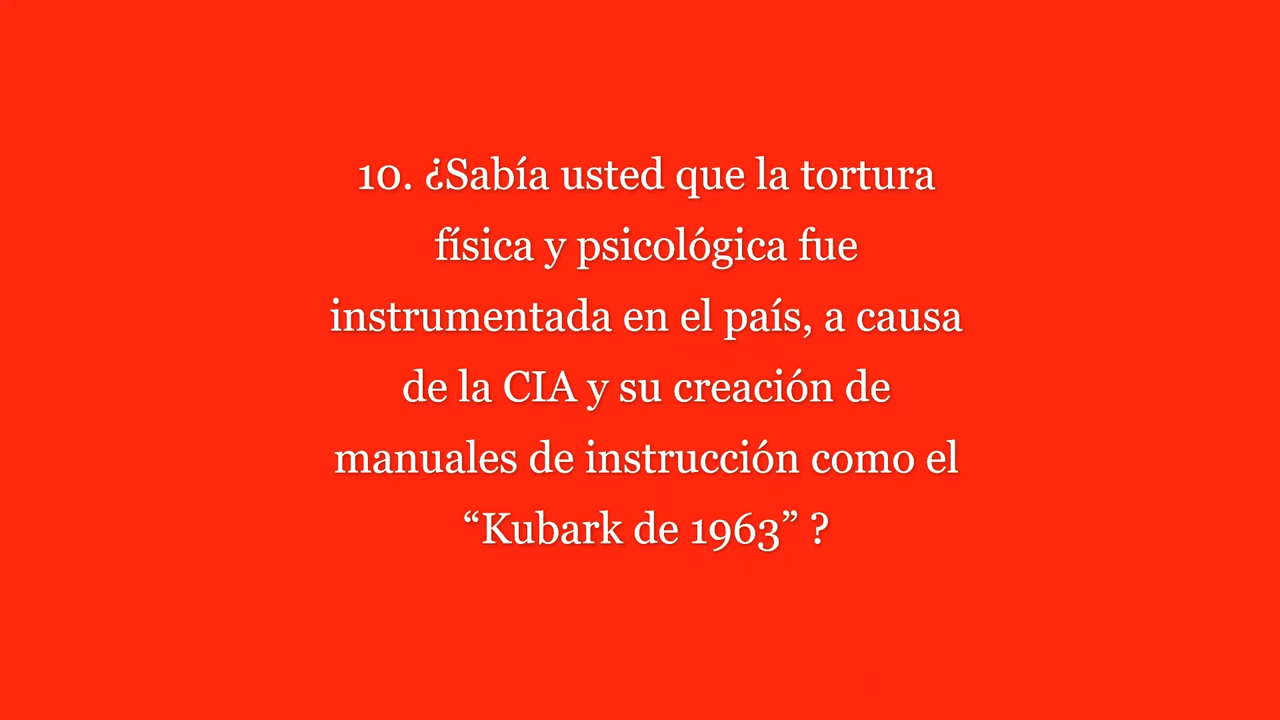 10. ¿Sabía usted que la tortura
física y psicológica fue
instrumentada en el país, a causa
de la CIA y su creación de
manuales de instrucción como el
“Kubark de 1963” ?